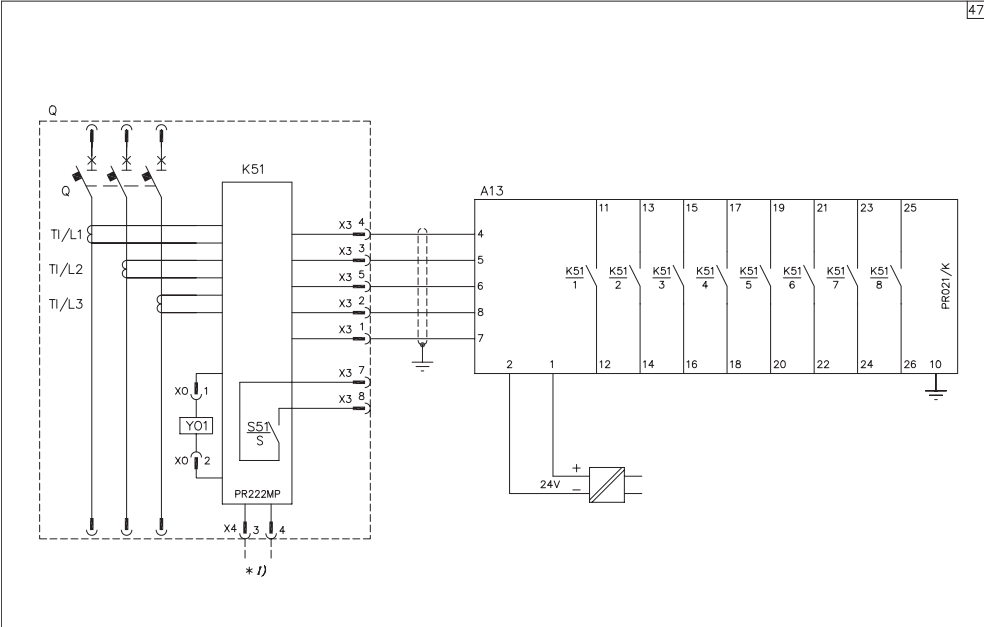 47
Q
K51
Q
A13
TI/L1
TI/L2
TI/L3
X3 4
X3 3
X3 5
X3 2
X3 1
X3 7
X3 8
4
5
6
8
7
11 13 15 17 19 21 23 25
K51 K51 K51 K51 K51 K51 K51 K51
1 2 3 4 5 6 7 8
PR021/K
2 1 12 14 16 18 20 22 24 26 10
X0 1
YO1
X0 2
S51
S
PR222MP
X4 3 4
* 1)
+
24V
−